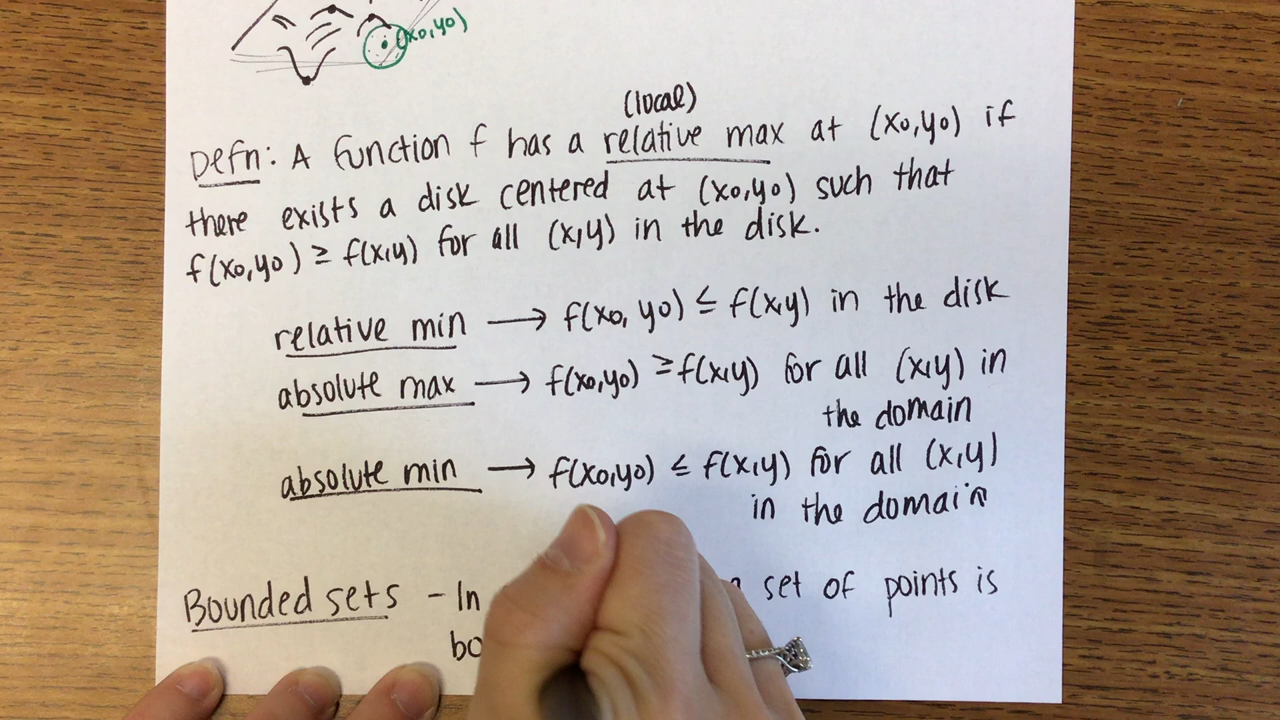 (x0,y0)
(local)
Defn: A function f has a relative max at (x0,y0) if
there exists a disk centered at (x0,y0) such that
f(x0,y0) ≥ f(x,y) for all (x,y) in the disk.
relative min → f(x0,y0) ≤ f(x,y) in the disk
absolute max → f(x0,y0) ≥ f(x,y) for all (x,y) in
the domain
absolute min → f(x0,y0) ≤ f(x,y) for all (x,y)
in the domain
Bounded sets - In set of points is